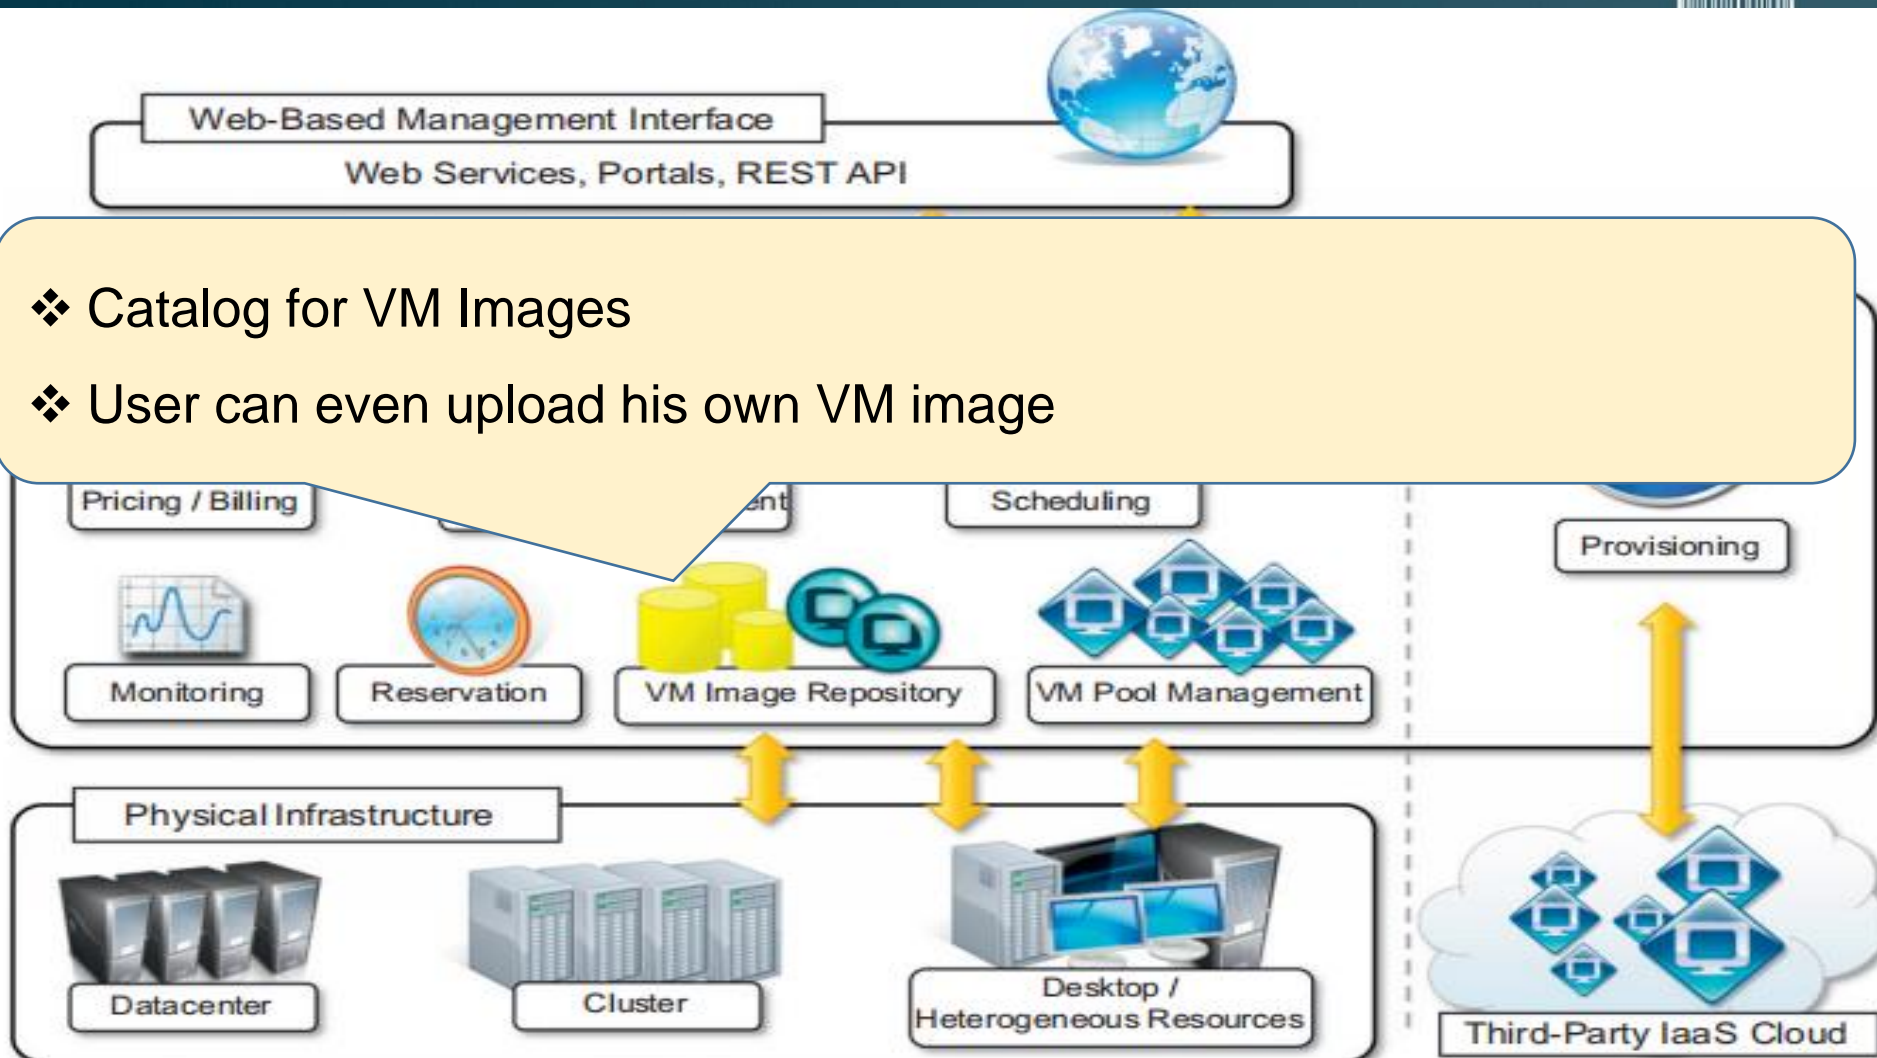 Web-Based Management Interface
Web Services, Portals, REST API
❖ Catalog for VM Images
❖ User can even upload his own VM image
Pricing / Billing
Scheduling
Provisioning
Monitoring
Reservation
VM Image Repository
VM Pool Management
Physical Infrastructure
Datacenter
Cluster
Desktop /
Heterogeneous Resources
Third-Party IaaS Cloud